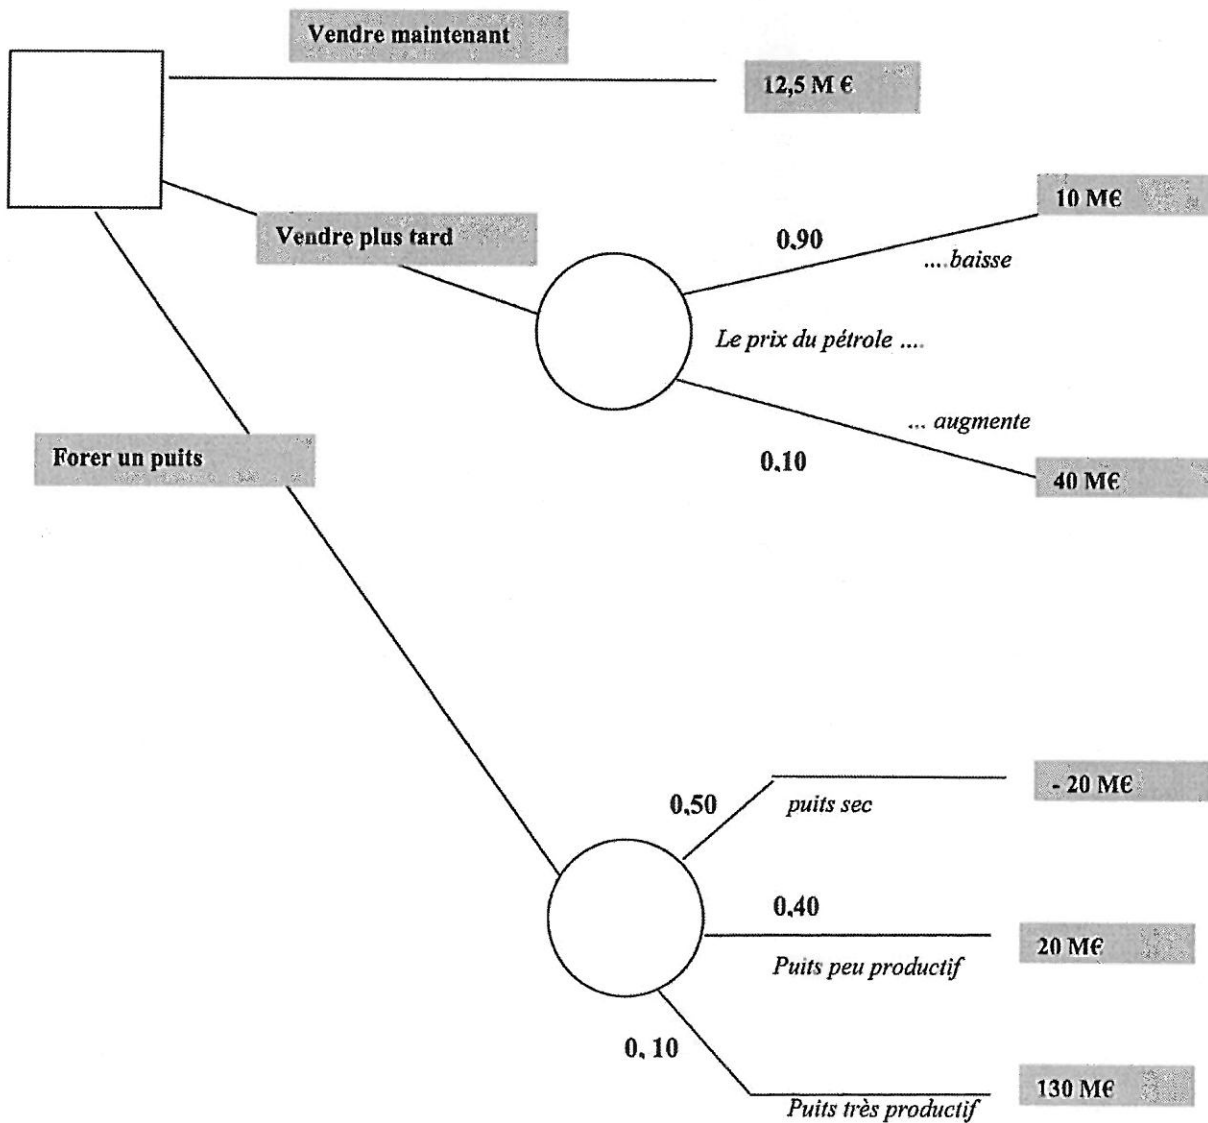 Vendre maintenant
12,5 M €
10 M€
Vendre plus tard
0,90
....baisse
Le prix du pétrole ....
... augmente
Forer un puits
0,10
40 M€
- 20 M€
0,50
puits sec
0,40
20 M€
Puits peu productif
0, 10
130 M€
Puits très productif